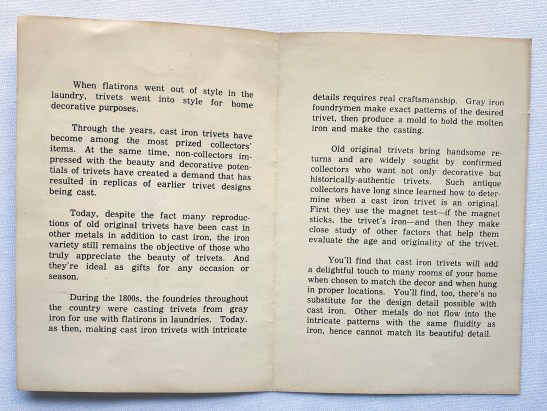 When flatirons went out of style in the
laundry, trivets went into style for home
decorative purposes.
Through the years, cast iron trivets have
become among the most prized collectors'
items. At the same time, non-collectors im-
pressed with the beauty and decorative poten-
tials of trivets have created a demand that has
resulted in replicas of earlier trivet designs
being cast.
Today, despite the fact many reproduc-
tions of old original trivets have been cast in
other metals in addition to cast iron, the iron
variety still remains the objective of those who
truly appreciate the beauty of trivets. And
they're ideal as gifts for any occasion or
season.
During the 1800s, the foundries throughout
the country were casting trivets from gray
iron for use with flatirons in laundries. Today,
as then, making cast iron trivets with intricate
details requires real craftsmanship. Gray iron
foundrymen make exact patterns of the desired
trivet, then produce a mold to hold the molten
iron and make the casting.
Old original trivets bring handsome re-
turns and are widely sought by confirmed
collectors who want not only decorative but
historically-authentic trivets. Such antique
collectors have long since learned how to deter-
mine when a cast iron trivet is an original.
First they use the magnet test—if the magnet
sticks, the trivet's iron—and then they make
close study of other factors that help them
evaluate the age and originality of the trivet.
You'll find that cast iron trivets will add
a delightful touch to many rooms of your home
when chosen to match the decor and when hung
in proper locations. You'll find, too, there's no
substitute for the design detail possible with
cast iron. Other metals do not flow into the
intricate patterns with the same fluidity as
iron, hence cannot match its beautiful detail.